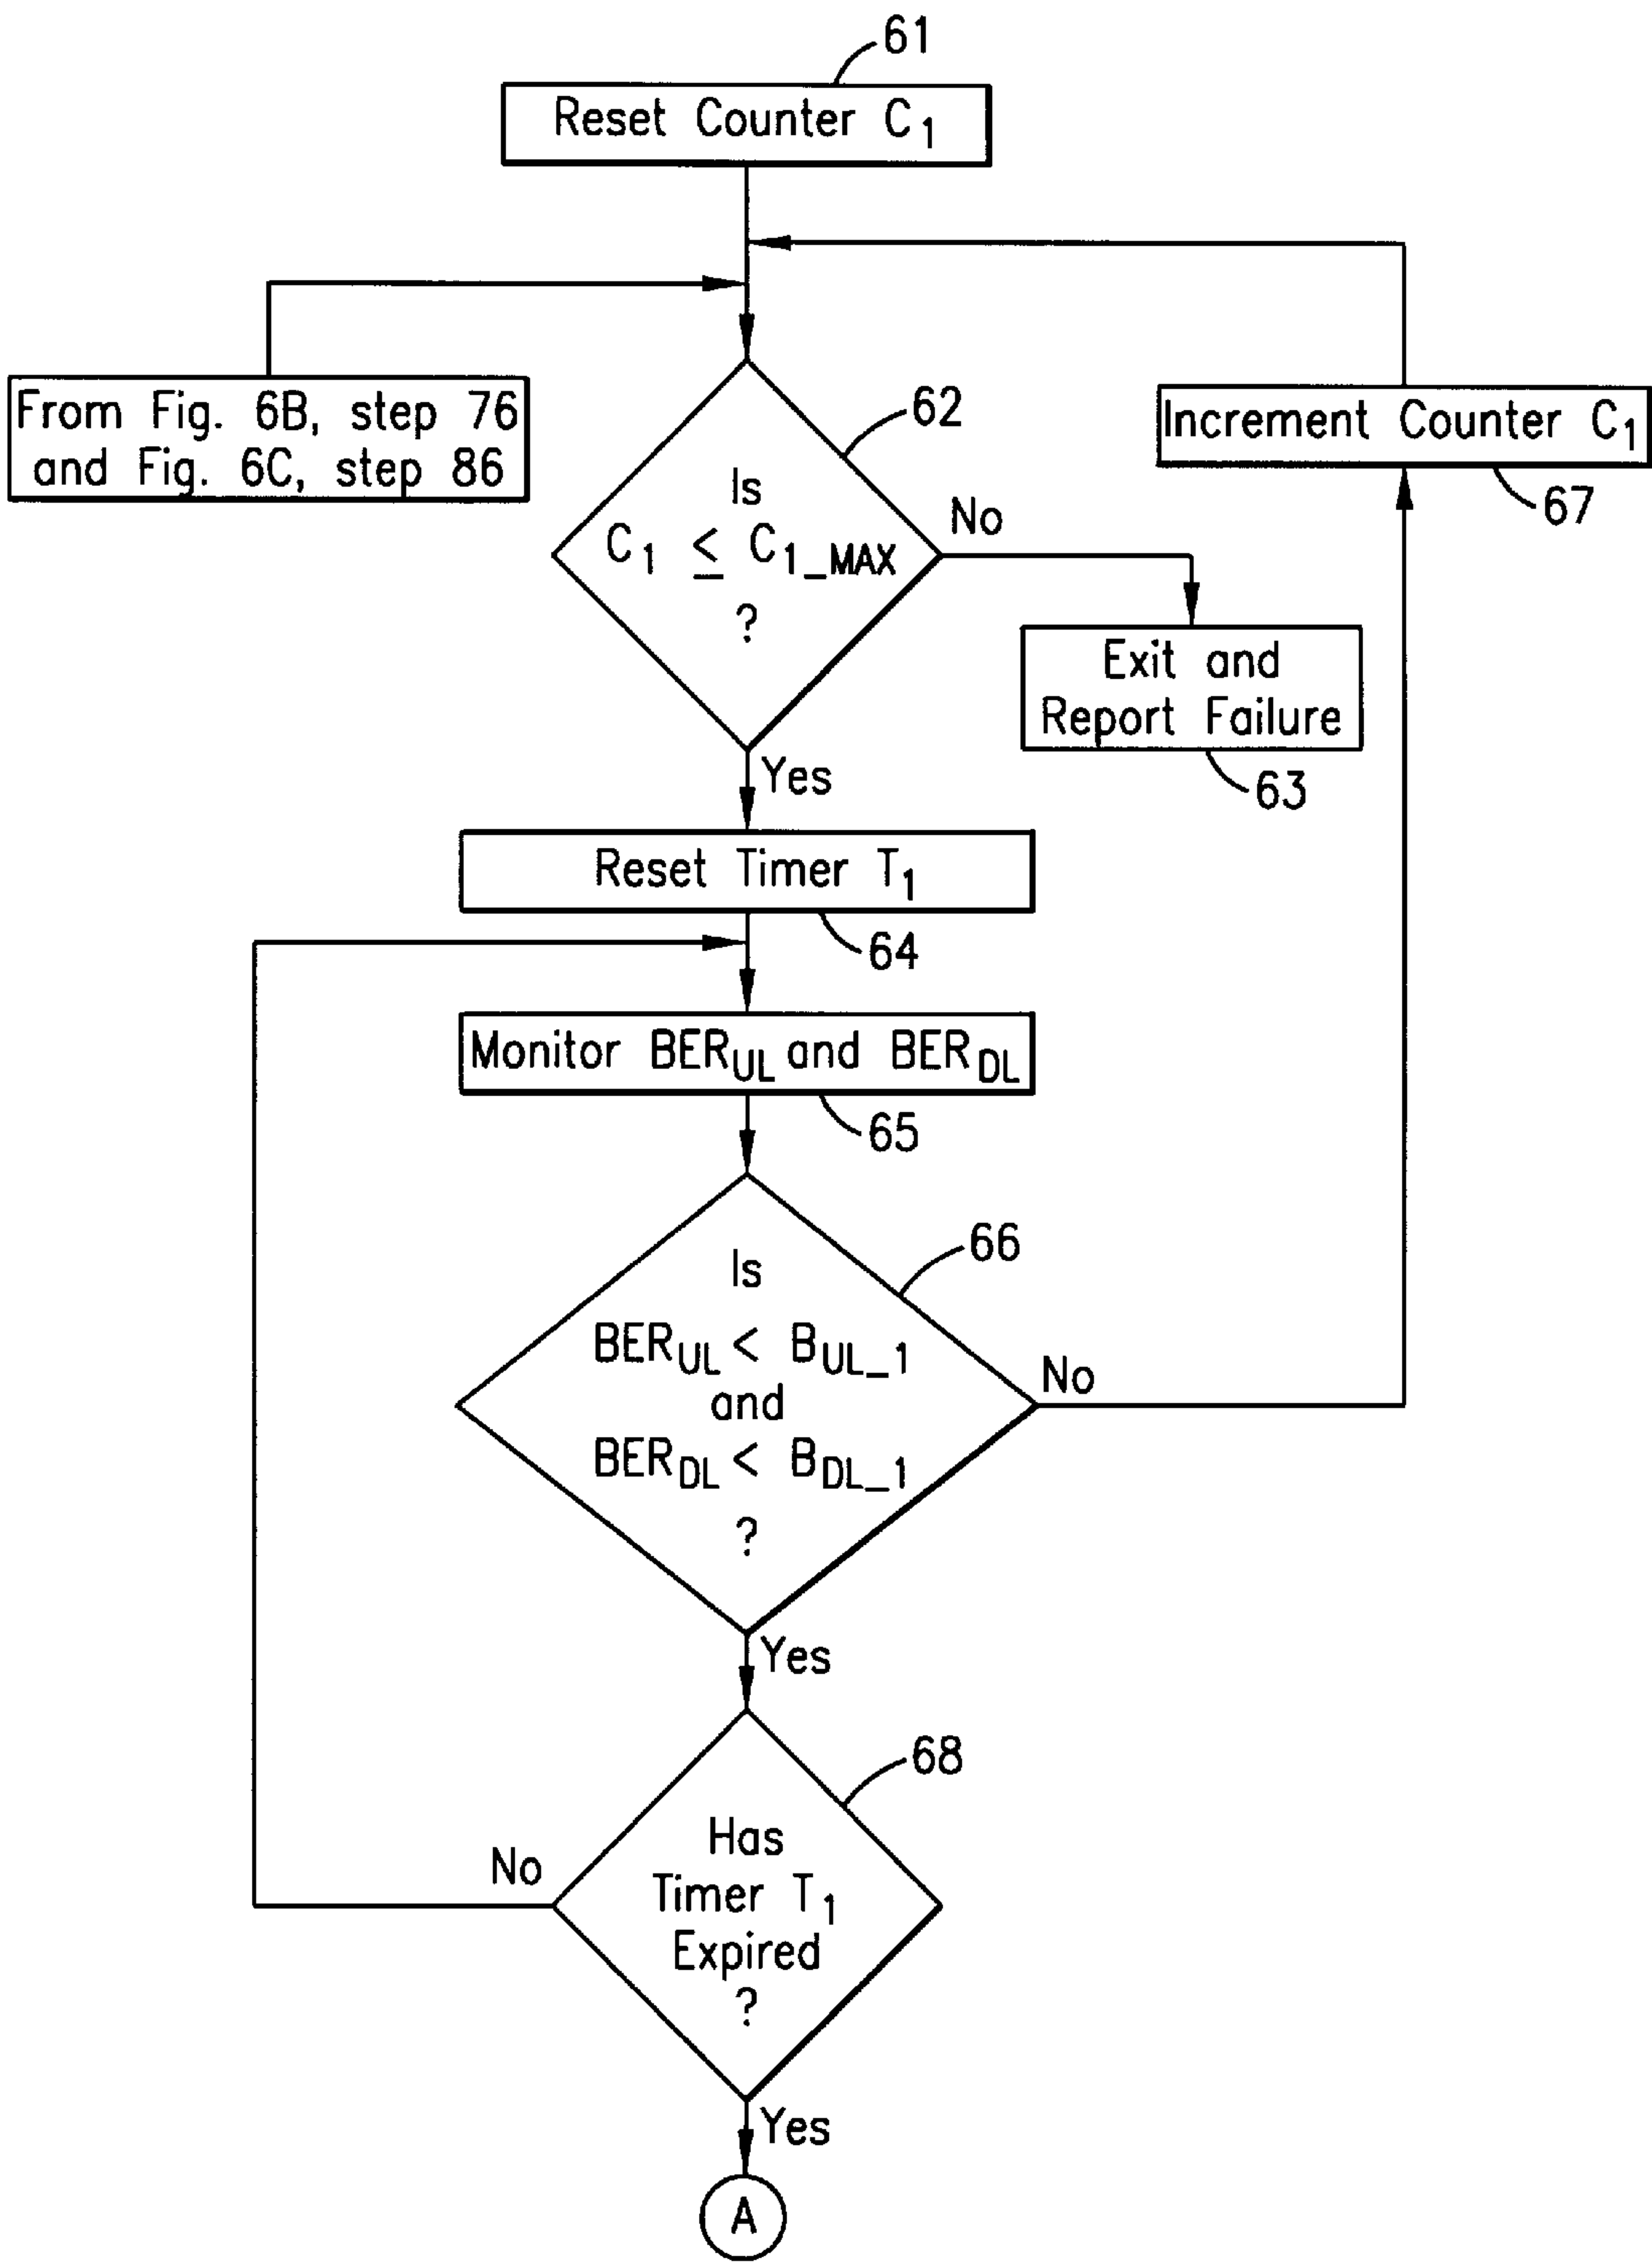 61
Reset Counter C1
From Fig. 6B, step 76
and Fig. 6C, step 86
62
Is
C1 ≤ C1_MAX
?
No
Yes
Increment Counter C1
67
Exit and
Report Failure
63
Reset Timer T1
64
Monitor BERUL and BERDL
65
66
Is
BERUL < BUL_1
and
BERDL < BDL_1
?
No
Yes
68
Has
Timer T1
Expired
?
No
Yes
A